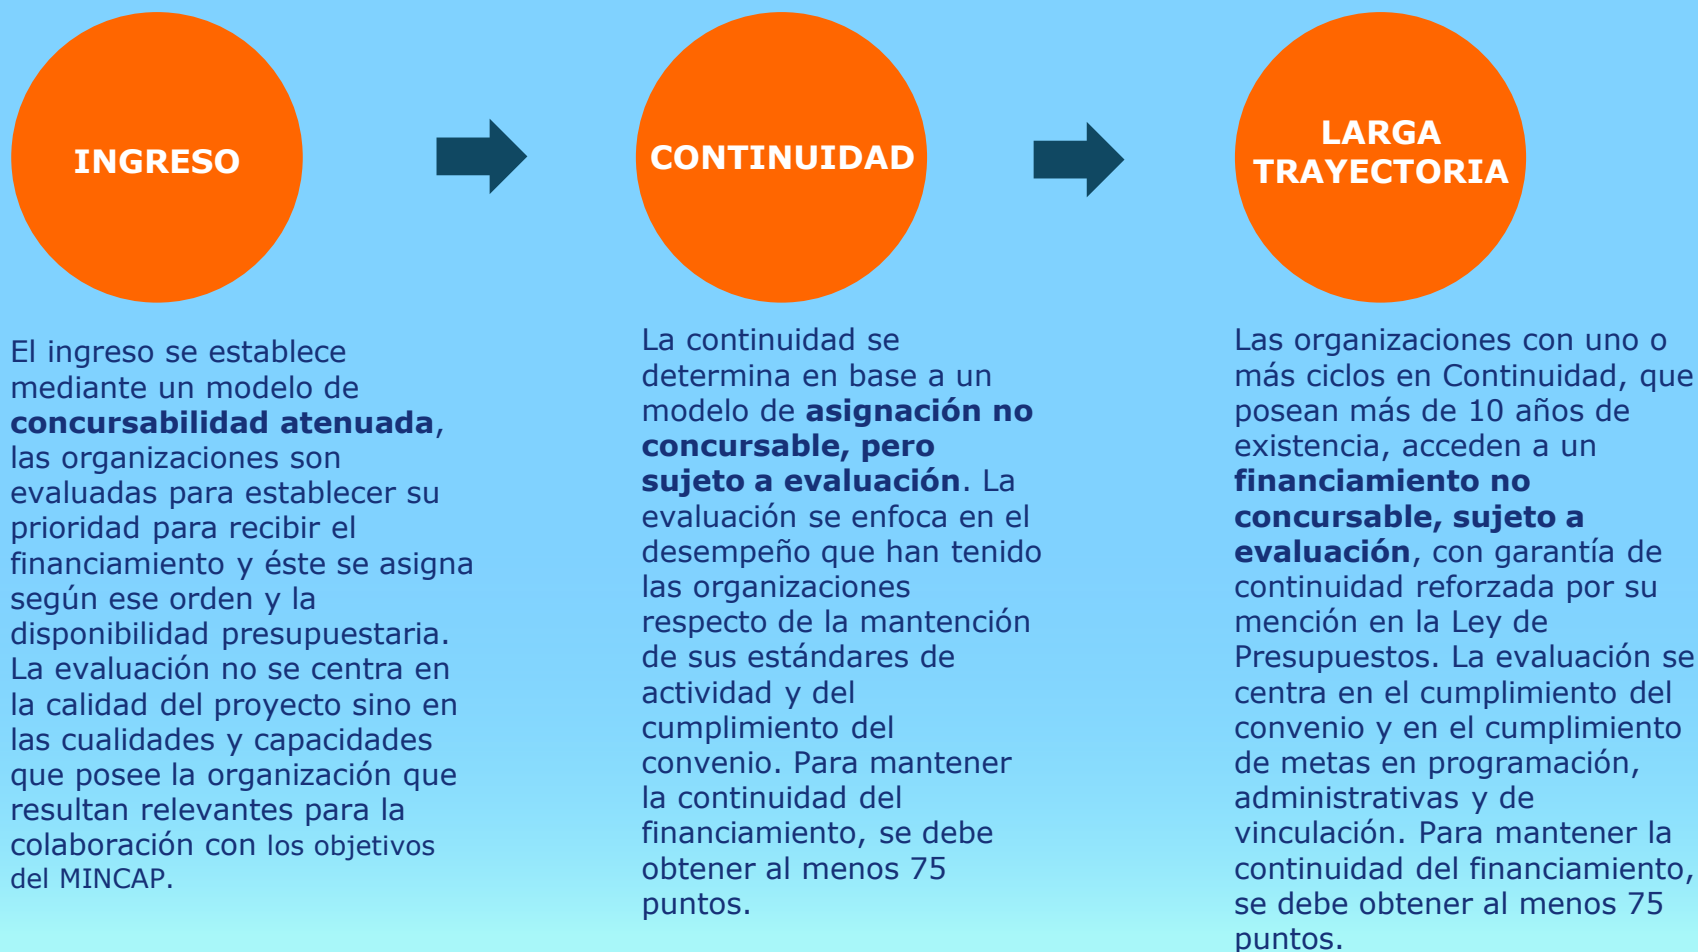 INGRESO
El ingreso se establece
mediante un modelo de
concursabilidad atenuada,
las organizaciones son
evaluadas para establecer su
prioridad para recibir el
financiamiento y éste se asigna
según ese orden y la
disponibilidad presupuestaria.
La evaluación no se centra en
la calidad del proyecto sino en
las cualidades y capacidades
que posee la organización que
resultan relevantes para la
colaboración con los objetivos
del MINCAP.
CONTINUIDAD
La continuidad se
determina en base a un
modelo de asignación no
concursable, pero
sujeto a evaluación. La
evaluación se enfoca en el
desempeño que han tenido
las organizaciones
respecto de la mantención
de sus estándares de
actividad y del
cumplimiento del
convenio. Para mantener
la continuidad del
financiamiento, se debe
obtener al menos 75
puntos.
LARGA
TRAYECTORIA
Las organizaciones con uno o
más ciclos en Continuidad, que
posean más de 10 años de
existencia, acceden a un
financiamiento no
concursable, sujeto a
evaluación, con garantía de
continuidad reforzada por su
mención en la Ley de
Presupuestos. La evaluación se
centra en el cumplimiento del
convenio y en el cumplimiento
de metas en programación,
administrativas y de
vinculación. Para mantener la
continuidad del financiamiento,
se debe obtener al menos 75
puntos.